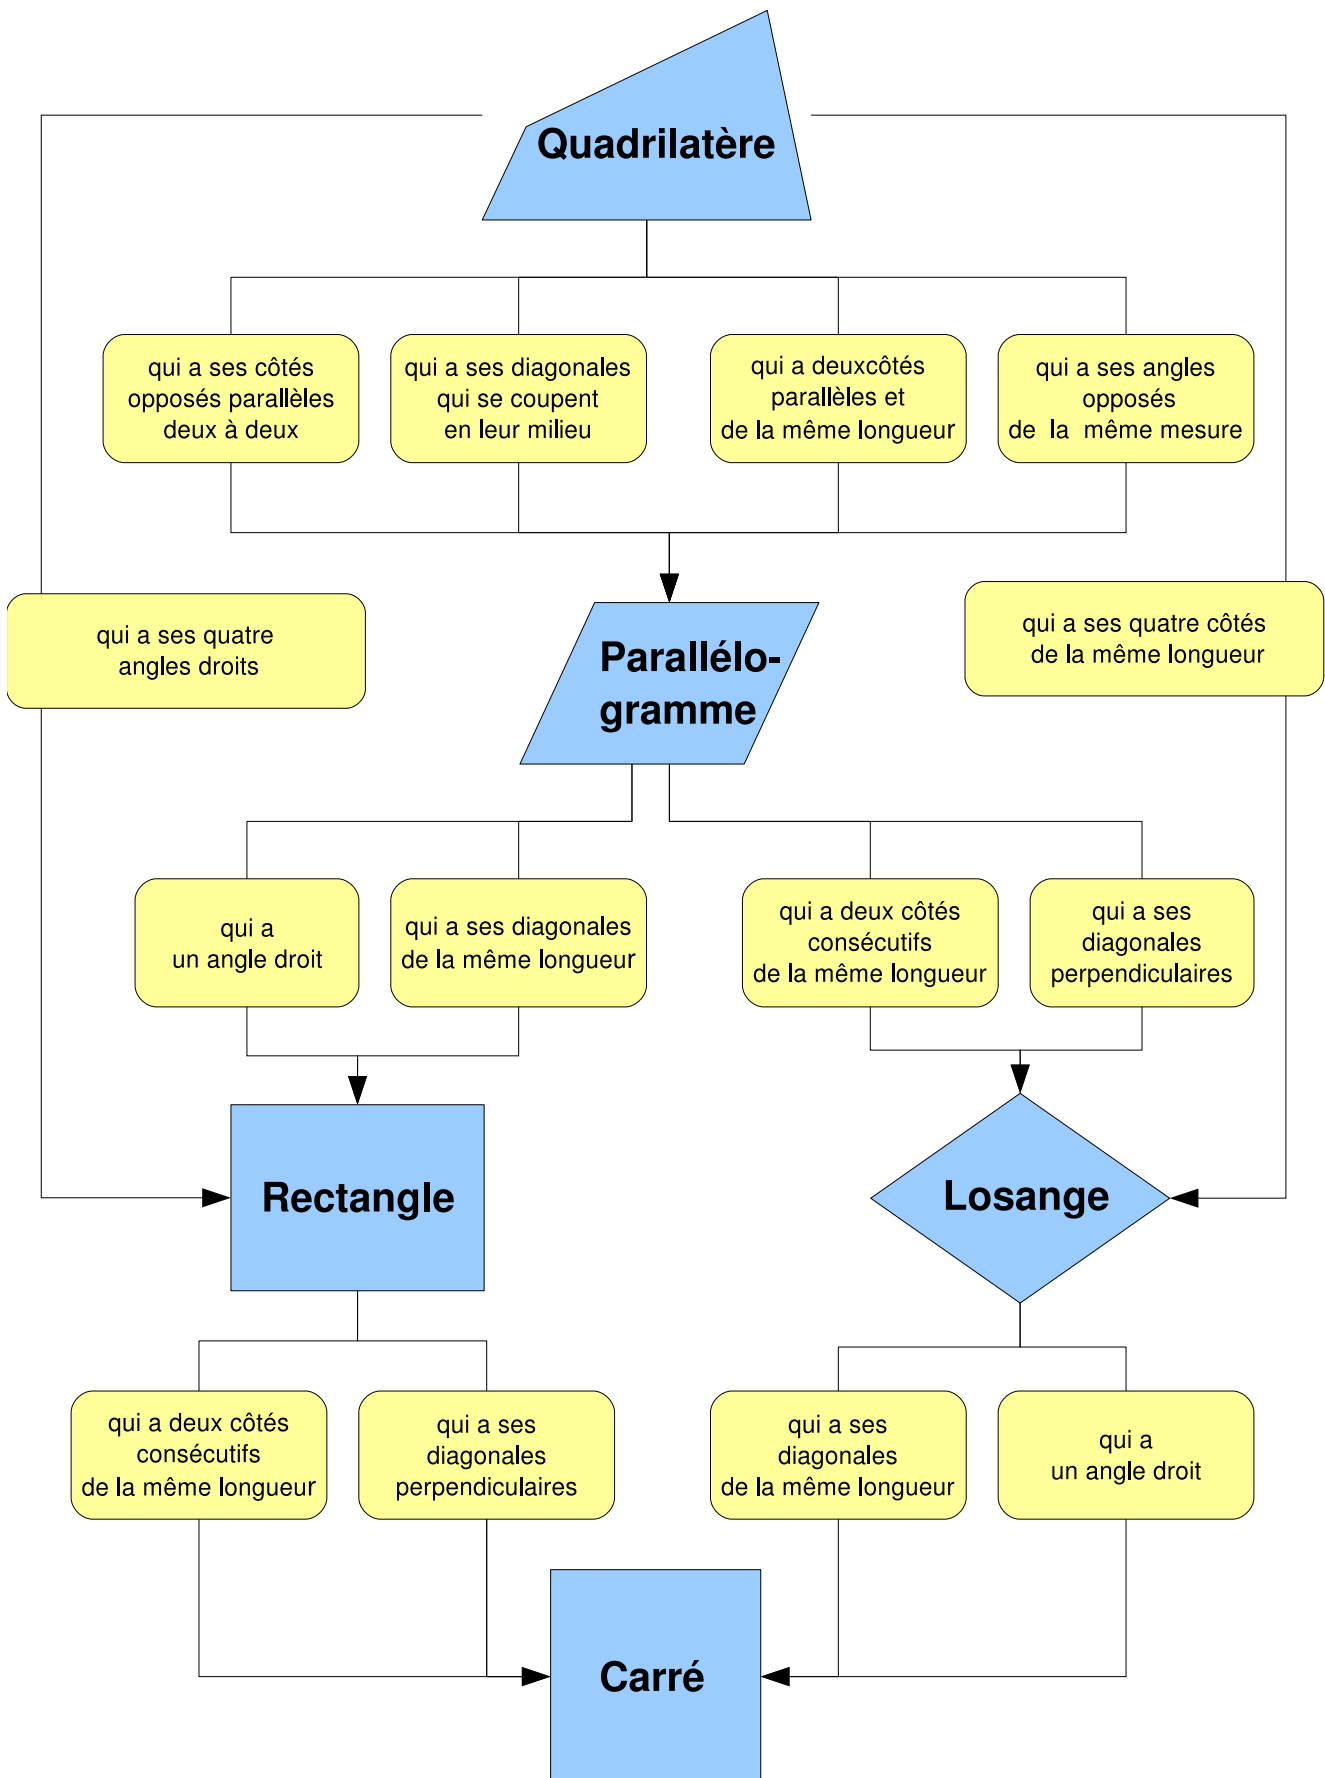 Quadrilatère
qui a ses côtés
opposés parallèles
deux à deux
qui a ses diagonales
qui se coupent
en leur milieu
qui a deuxcôtés
parallèles et
de la même longueur
qui a ses angles
opposés
de la même mesure
qui a ses quatre
angles droits
Parallélo-
gramme
qui a ses quatre côtés
de la même longueur
qui a
un angle droit
qui a ses diagonales
de la même longueur
qui a deux côtés
consécutifs
de la même longueur
qui a ses
diagonales
perpendiculaires
Rectangle
Losange
qui a deux côtés
consécutifs
de la même longueur
qui a ses
diagonales
perpendiculaires
qui a ses
diagonales
de la même longueur
qui a
un angle droit
Carré